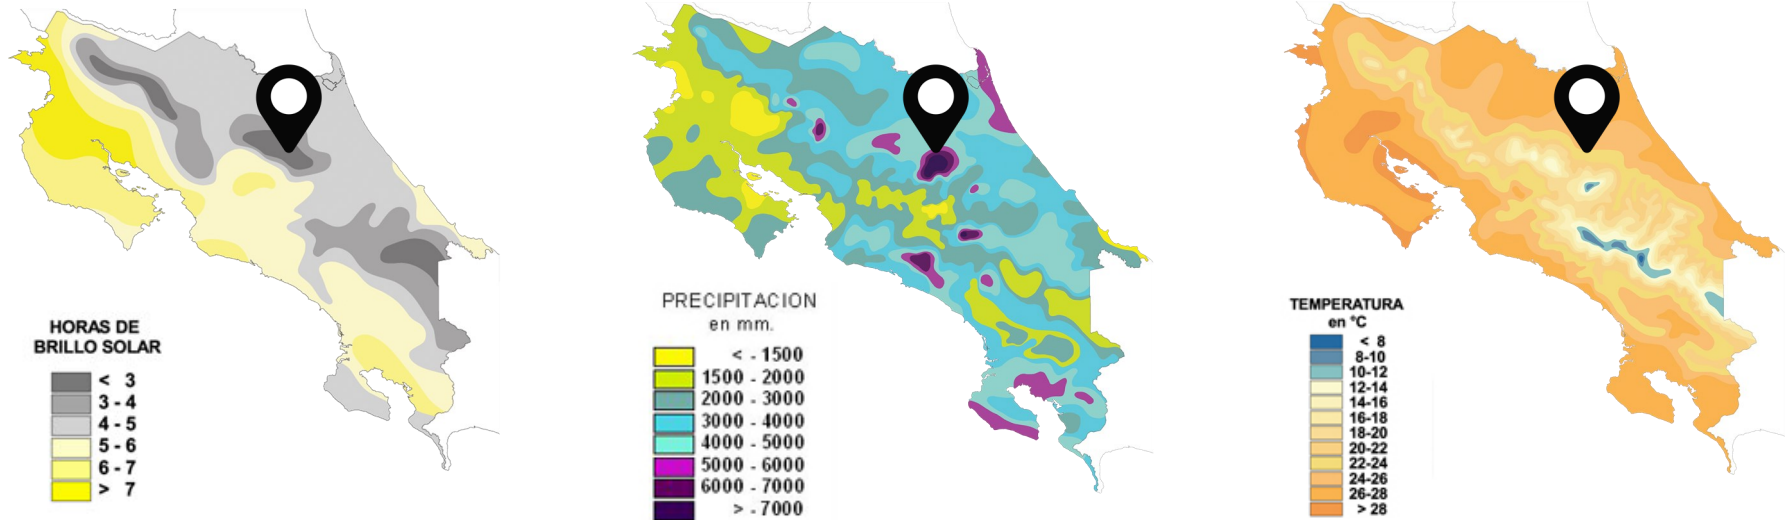 HORAS DE
BRILLO SOLAR
< 3
3 - 4
4 - 5
5 - 6
6 - 7
> 7
PRECIPITACION
en mm.
< - 1500
1500 - 2000
2000 - 3000
3000 - 4000
4000 - 5000
5000 - 6000
6000 - 7000
> - 7000
TEMPERATURA
en °C
< 8
8-10
10-12
12-14
14-16
16-18
18-20
20-22
22-24
24-26
26-28
> 28